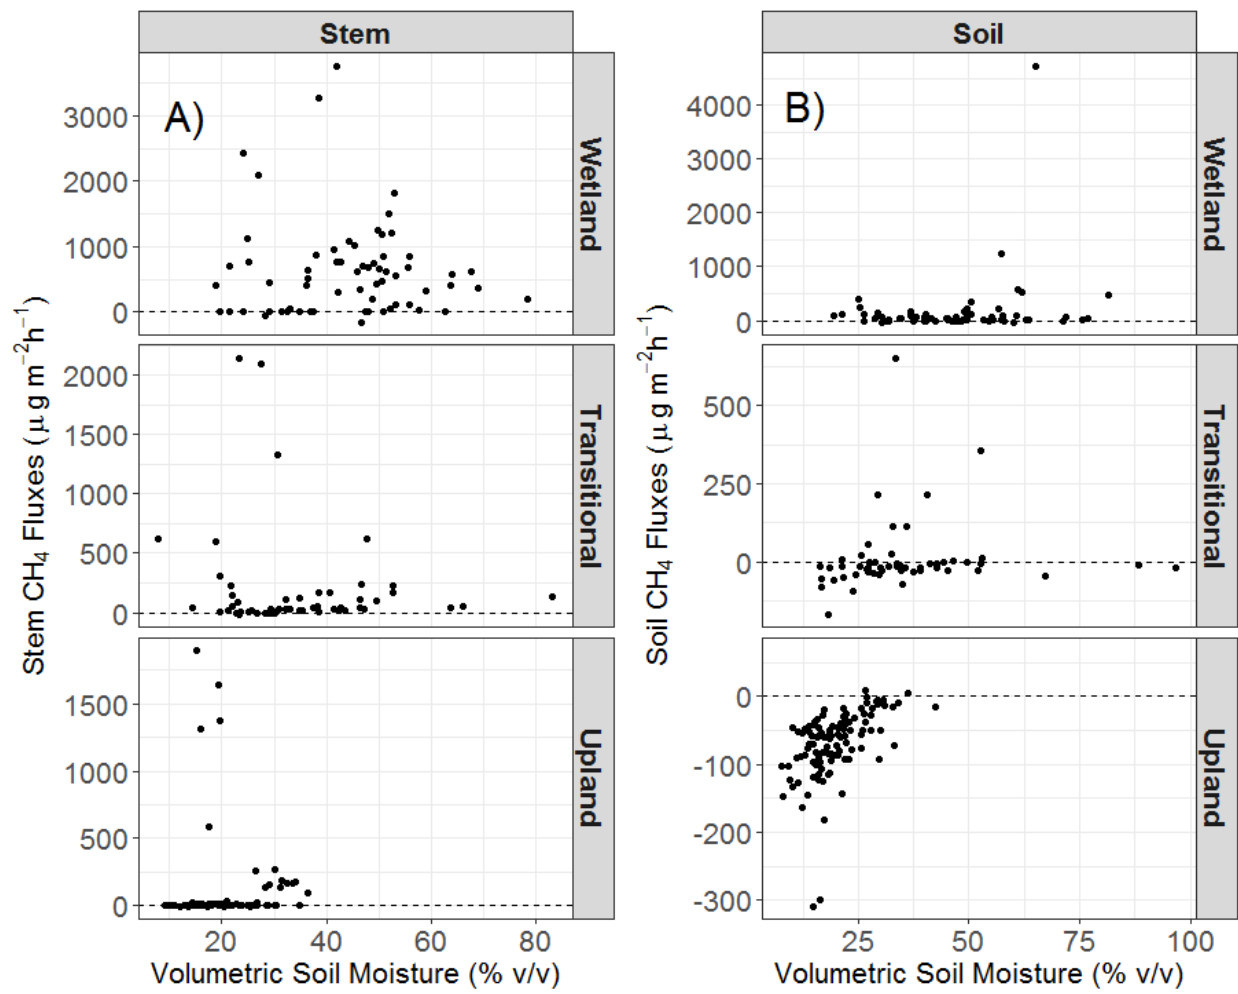 Stem
Soil
A)
B)
Wetland
Wetland
Transitional
Transitional
Upland
Upland
3000
2000
1000
0
2000
1500
1000
500
0
1500
1000
500
0
4000
3000
2000
1000
0
500
250
0
0
-100
-200
-300
Stem CH₄ Fluxes (μ g m⁻²h⁻¹)
Soil CH₄ Fluxes (μ g m⁻²h⁻¹)
20 40 60 80
25 50 75 100
Volumetric Soil Moisture (% v/v)
Volumetric Soil Moisture (% v/v)